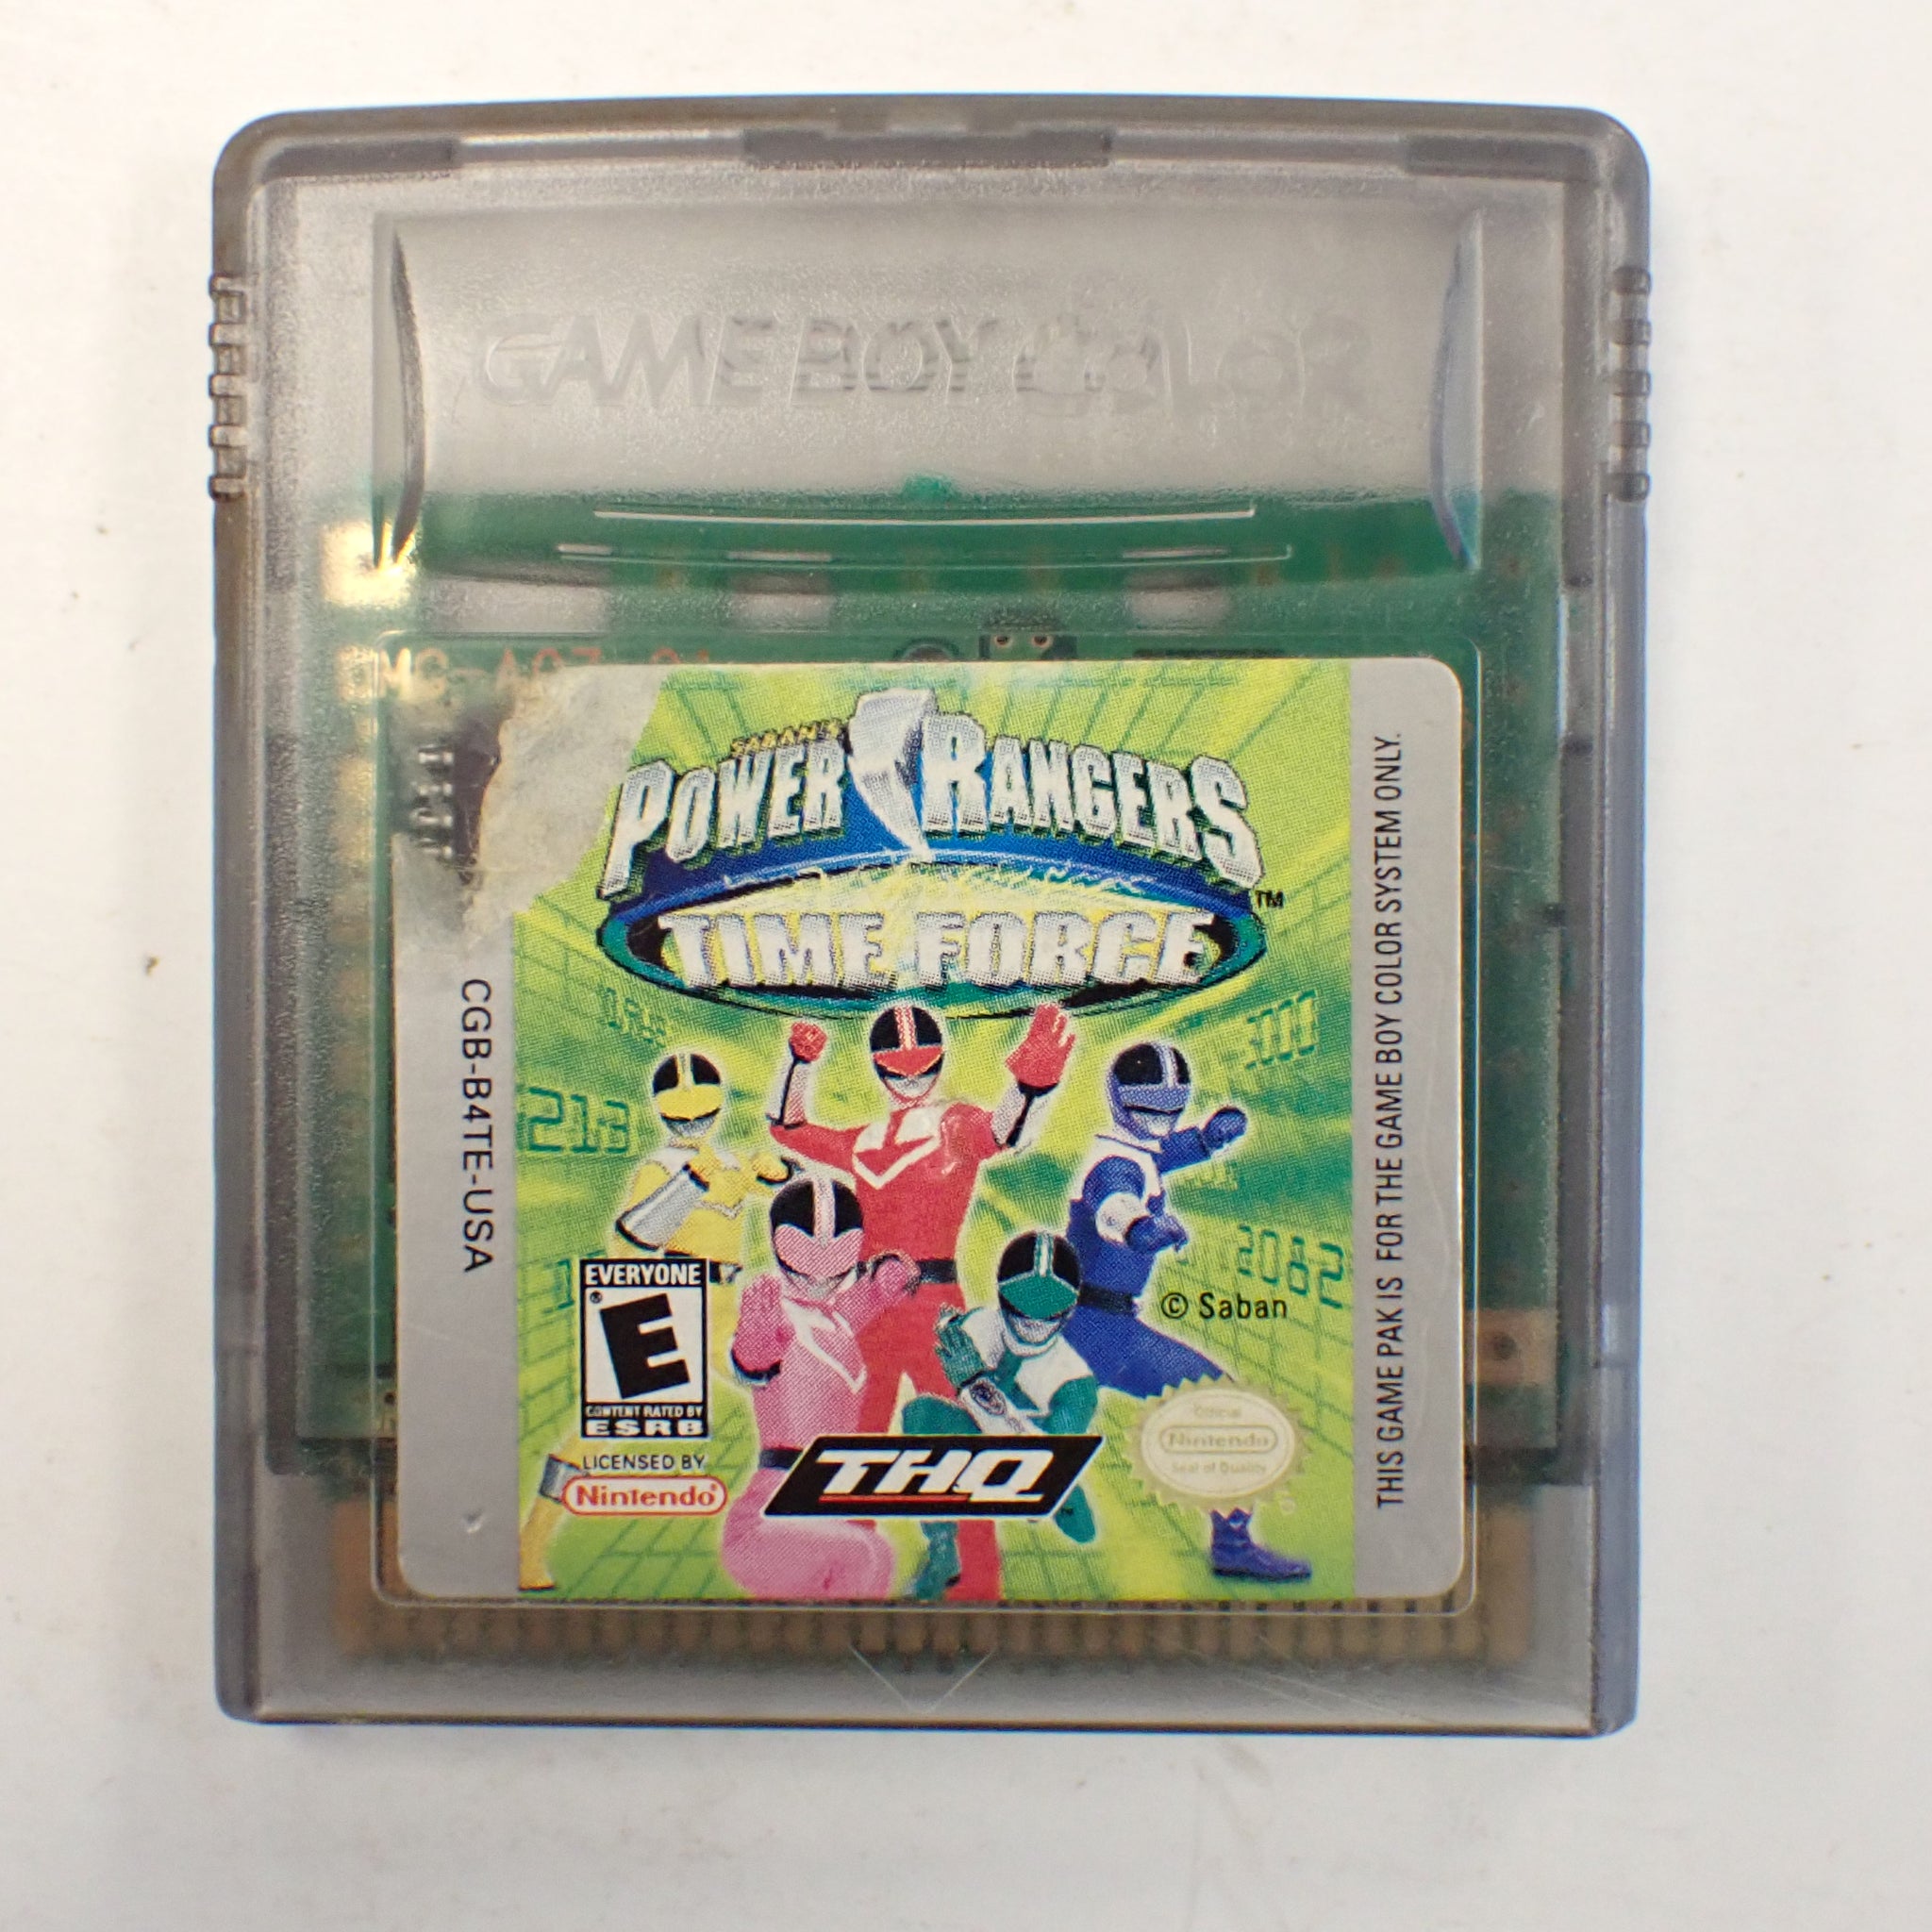 GAME BOY COLOR
SABAN'S
POWER RANGERS
TM
TIME FORCE
CGB-B4TE-USA
THIS GAME PAK IS FOR THE GAME BOY COLOR SYSTEM ONLY.
EVERYONE
E
®
CONTENT RATED BY
ESRB
© Saban
LICENSED BY
Nintendo®
THQ
Official
Nintendo
Seal of Quality